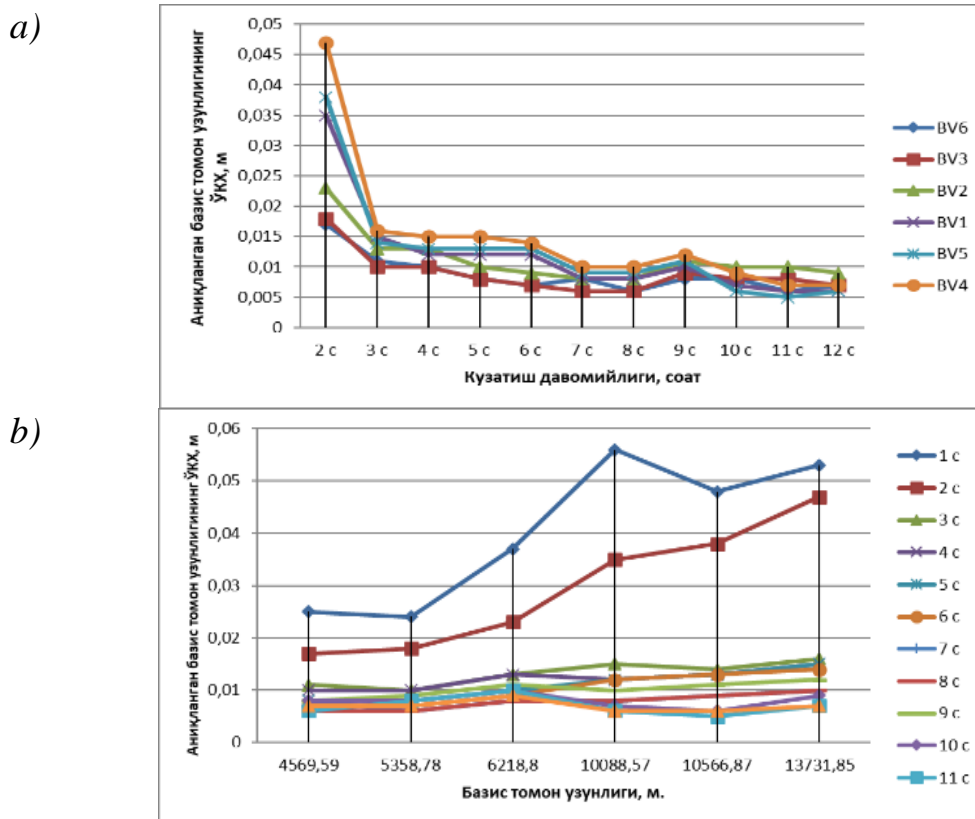 a)
Аниқланган базис томон узунлигининг
ЎКХ, м
0,05
0,045
0,04
0,035
0,03
0,025
0,02
0,015
0,01
0,005
0
2 с 3 с 4 с 5 с 6 с 7 с 8 с 9 с 10 с 11 с 12 с
Кузатиш давомийлиги, соат
BV6
BV3
BV2
BV1
BV5
BV4
b)
Аниқланган базис томон узунлигининг ЎКХ, м
0,06
0,05
0,04
0,03
0,02
0,01
0
4569,59 5358,78 6218,8 10088,57 10566,87 13731,85
Базис томон узунлиги, м.
1 с
2 с
3 с
4 с
5 с
6 с
7 с
8 с
9 с
10 с
11 с